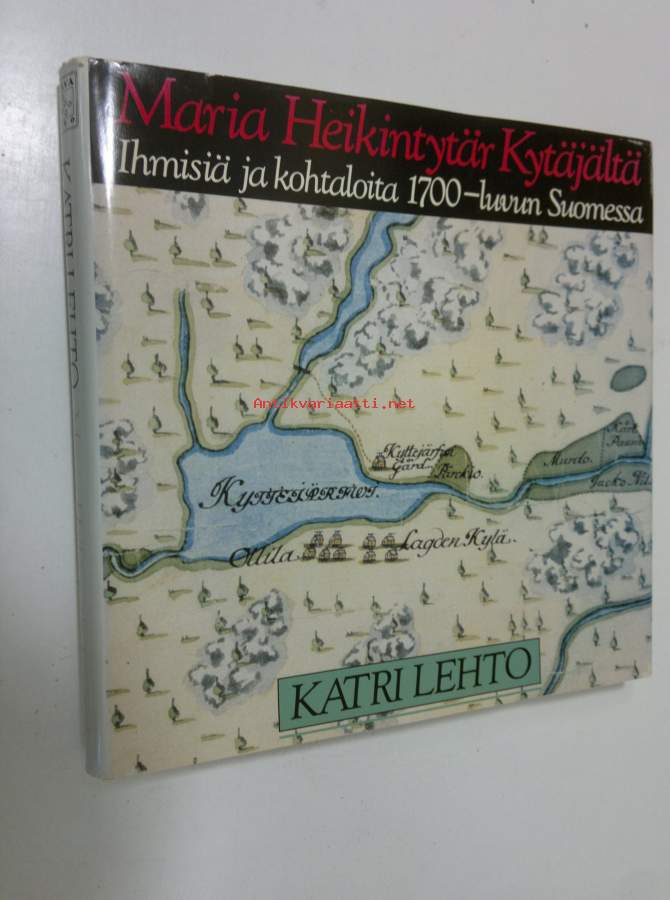 Maria Heikintytär Kytäjältä
Ihmisiä ja kohtaloita 1700-luvun Suomessa
KATRI LEHTO
Antikvariaatti.net
Kyttejärfvi
Gård.
Murdo.
KYTTEJÄRFWI.
Ollila
Lagden Kylä.
KATRI LEHTO